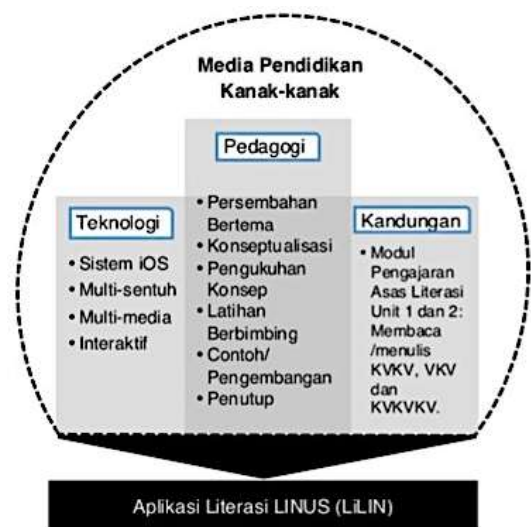 Media Pendidikan
Kanak-kanak
Pedagogi
• Persembahan
Bertema
• Konseptualisasi
• Pengukuhan
Konsep
• Latihan
Berbimbing
• Contoh/
Pengembangan
• Penutup
Teknologi
• Sistem iOS
• Multi-sentuh
• Multi-media
• Interaktif
Kandungan
• Modul
Pengajaran
Asas Literasi
Unit 1 dan 2:
Membaca
/menulis
KVKV, VKV
dan
KVKVKV.
Aplikasi Literasi LINUS (LiLIN)